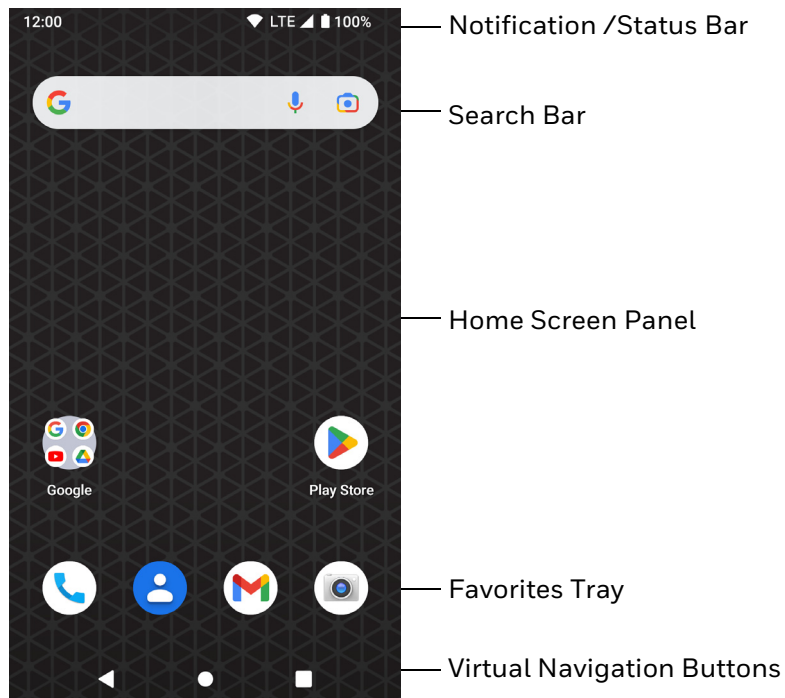 12:00 LTE 100%
Notification /Status Bar
Search Bar
Home Screen Panel
Google
Play Store
Favorites Tray
Virtual Navigation Buttons